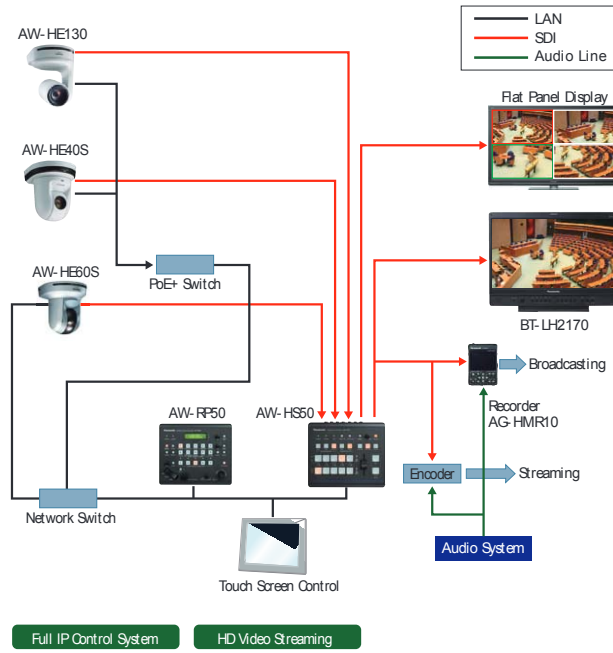 LAN
SDI
Audio Line
AW-HE130
Flat Panel Display
AW-HE40S
PoE+ Switch
AW-HE60S
BT-LH2170
Broadcasting
Recorder
AG-HMR10
AW-RP50
AW-HS50
Encoder
Streaming
Network Switch
Audio System
Touch Screen Control
Full IP Control System
HD Video Streaming